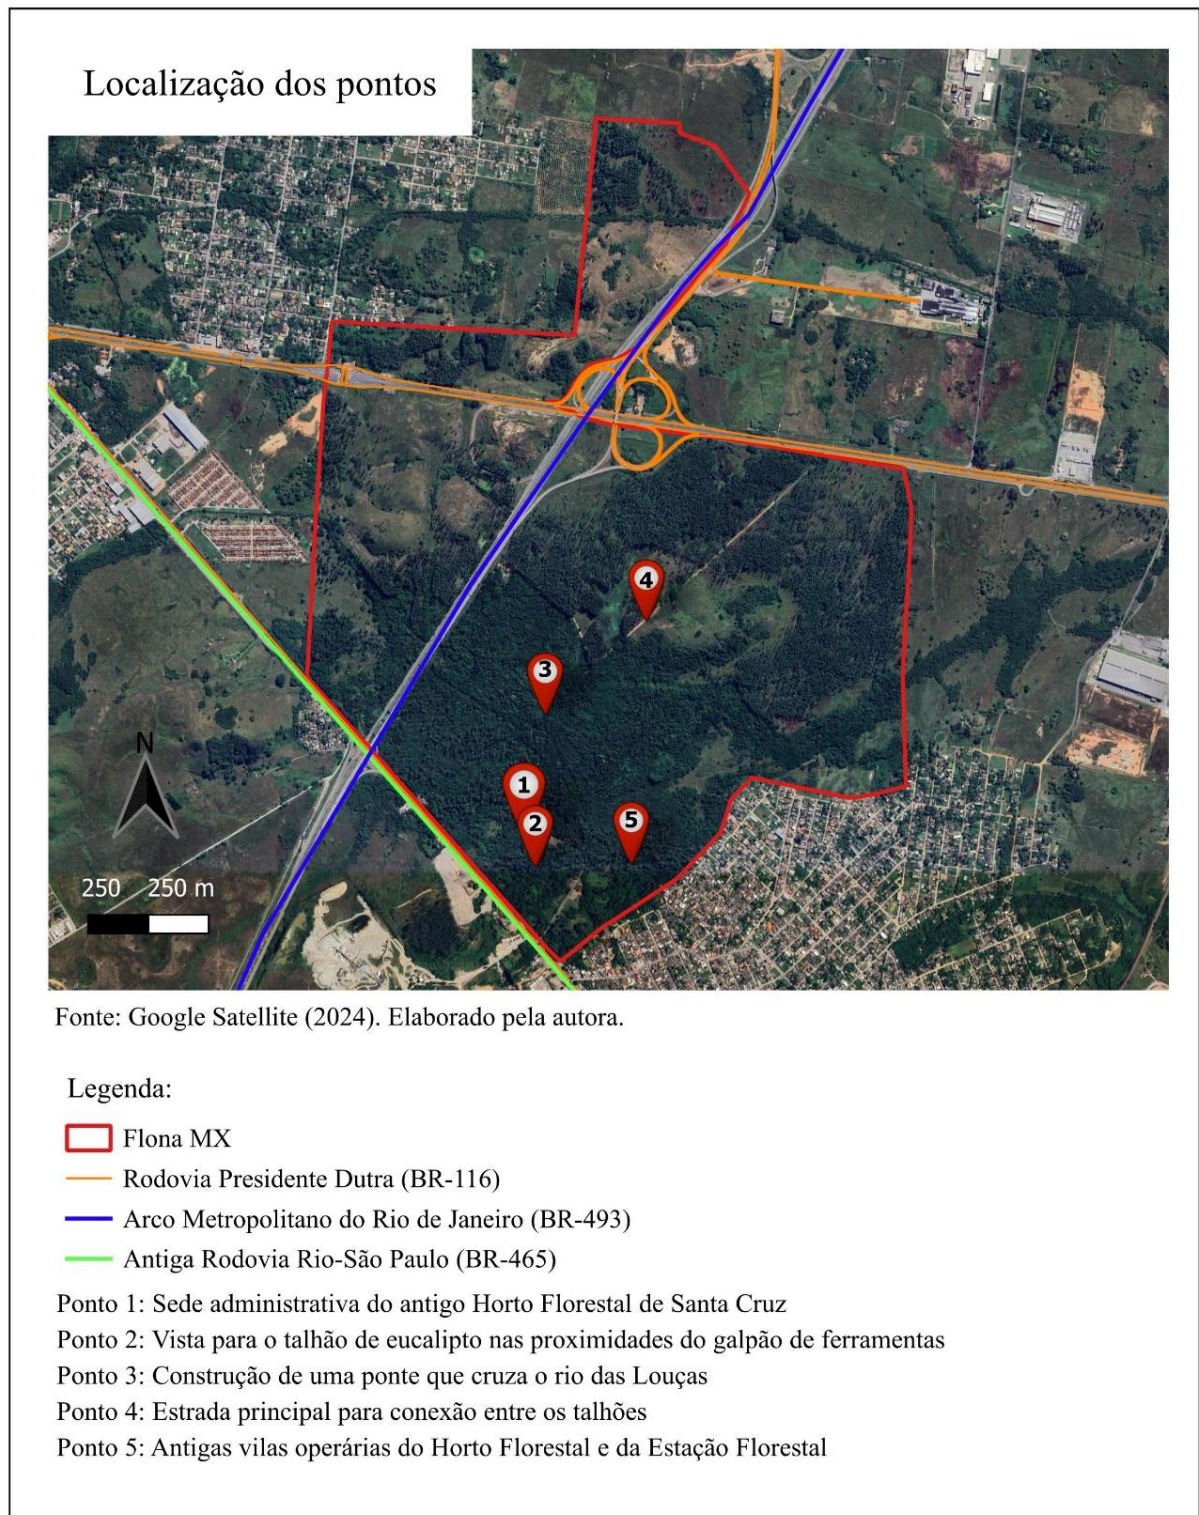 Localização dos pontos
4
3
1
2
5
N
250 250 m
Fonte: Google Satellite (2024). Elaborado pela autora.
Legenda:
Flona MX
Rodovia Presidente Dutra (BR-116)
Arco Metropolitano do Rio de Janeiro (BR-493)
Antiga Rodovia Rio-São Paulo (BR-465)
Ponto 1: Sede administrativa do antigo Horto Florestal de Santa Cruz
Ponto 2: Vista para o talhão de eucalipto nas proximidades do galpão de ferramentas
Ponto 3: Construção de uma ponte que cruza o rio das Louças
Ponto 4: Estrada principal para conexão entre os talhões
Ponto 5: Antigas vilas operárias do Horto Florestal e da Estação Florestal